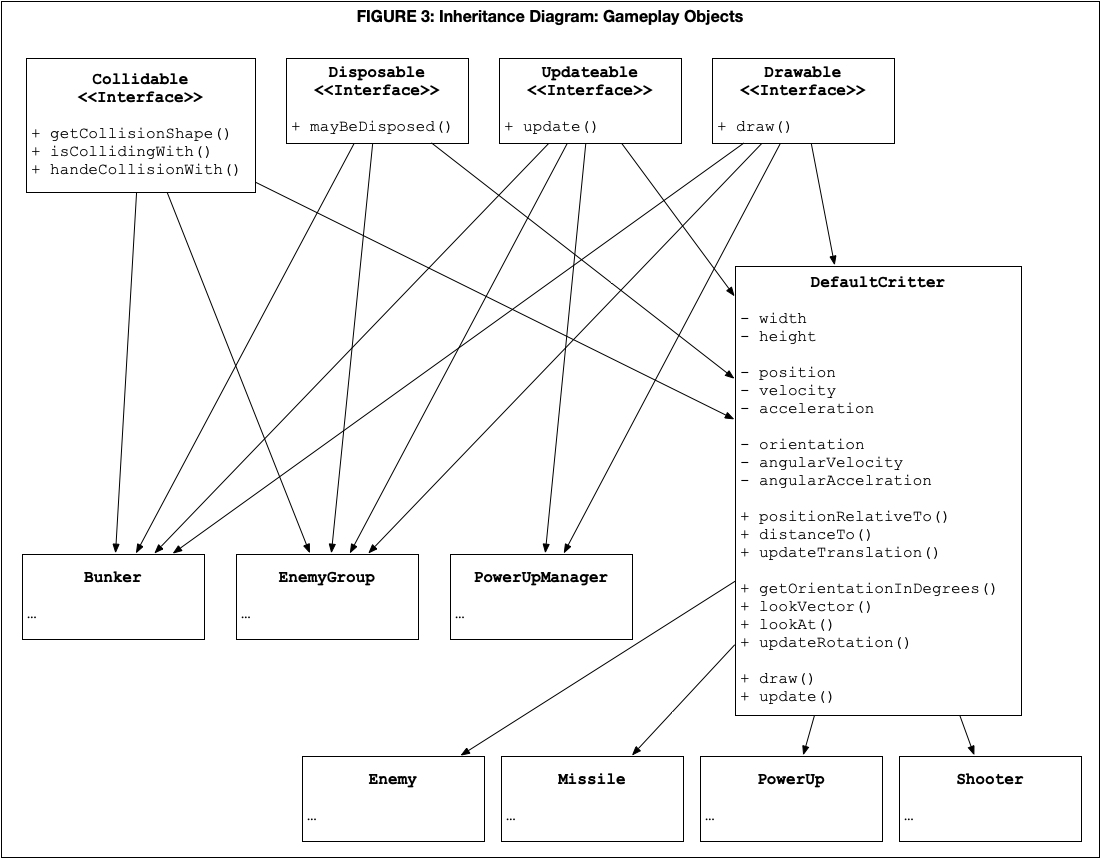 FIGURE 3: Inheritance Diagram: Gameplay Objects
Collidable
<<Interface>>
+ getCollisionShape()
+ isCollidingWith()
+ handeCollisionWith()
Disposable
<<Interface>>
+ mayBeDisposed()
Updateable
<<Interface>>
+ update()
Drawable
<<Interface>>
+ draw()
DefaultCritter
- width
- height
- position
- velocity
- acceleration
- orientation
- angularVelocity
- angularAccelration
+ positionRelativeTo()
+ distanceTo()
+ updateTranslation()
+ getOrientationInDegrees()
+ lookVector()
+ lookAt()
+ updateRotation()
+ draw()
+ update()
Bunker
…
EnemyGroup
…
PowerUpManager
…
Enemy
…
Missile
…
PowerUp
…
Shooter
…